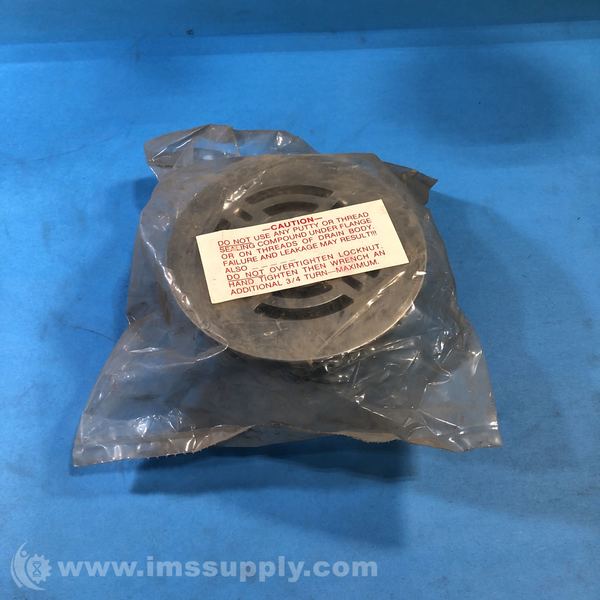 —CAUTION—
DO NOT USE ANY PUTTY OR THREAD
SEALING COMPOUND UNDER FLANGE
OR ON THREADS OF DRAIN BODY.
FAILURE AND LEAKAGE MAY RESULT!!!
ALSO — — — — —
DO NOT OVERTIGHTEN LOCKNUT.
HAND TIGHTEN THEN WRENCH AN
ADDITIONAL 3/4 TURN—MAXIMUM.
www.imssupply.com